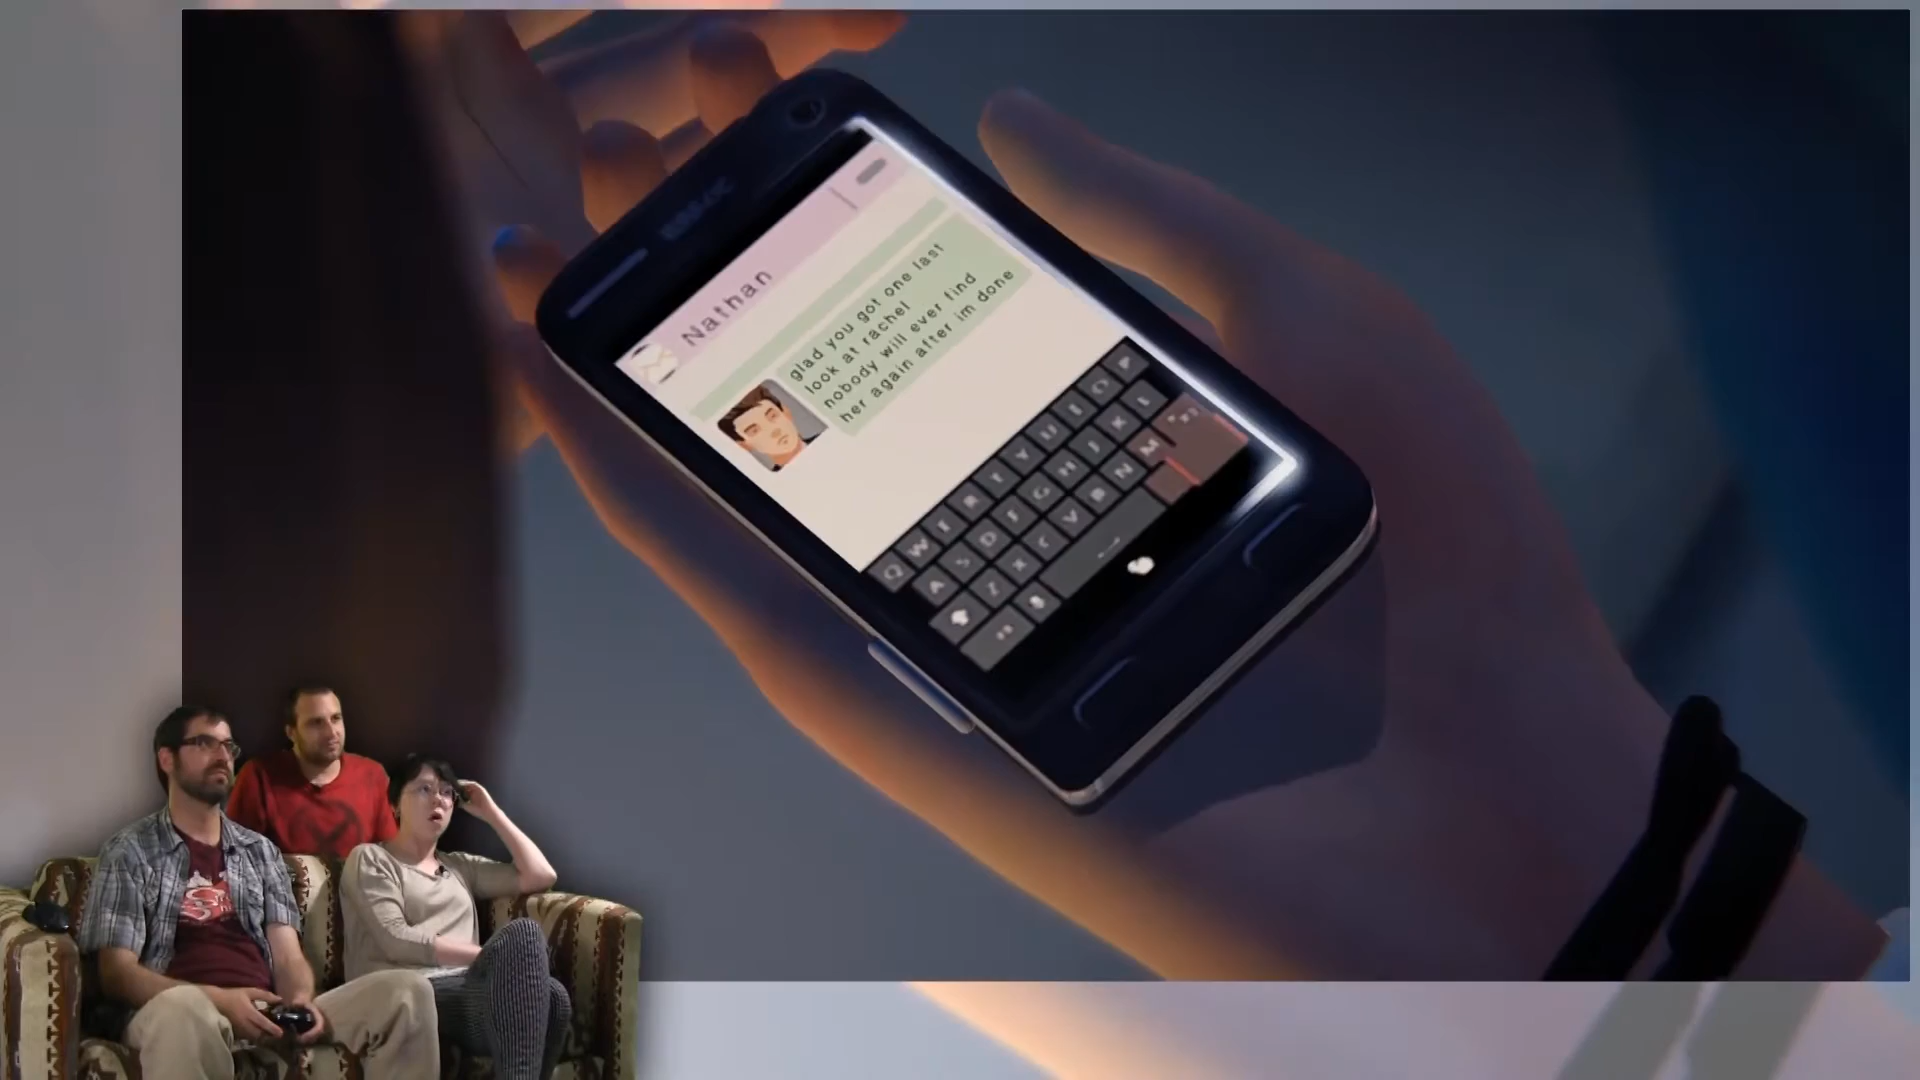 Nathan
glad you got one last
look at rachel
nobody will ever find
her again after im done
Q W E R T Y U I O P
A S D F G H J K L
Z X C V B N M